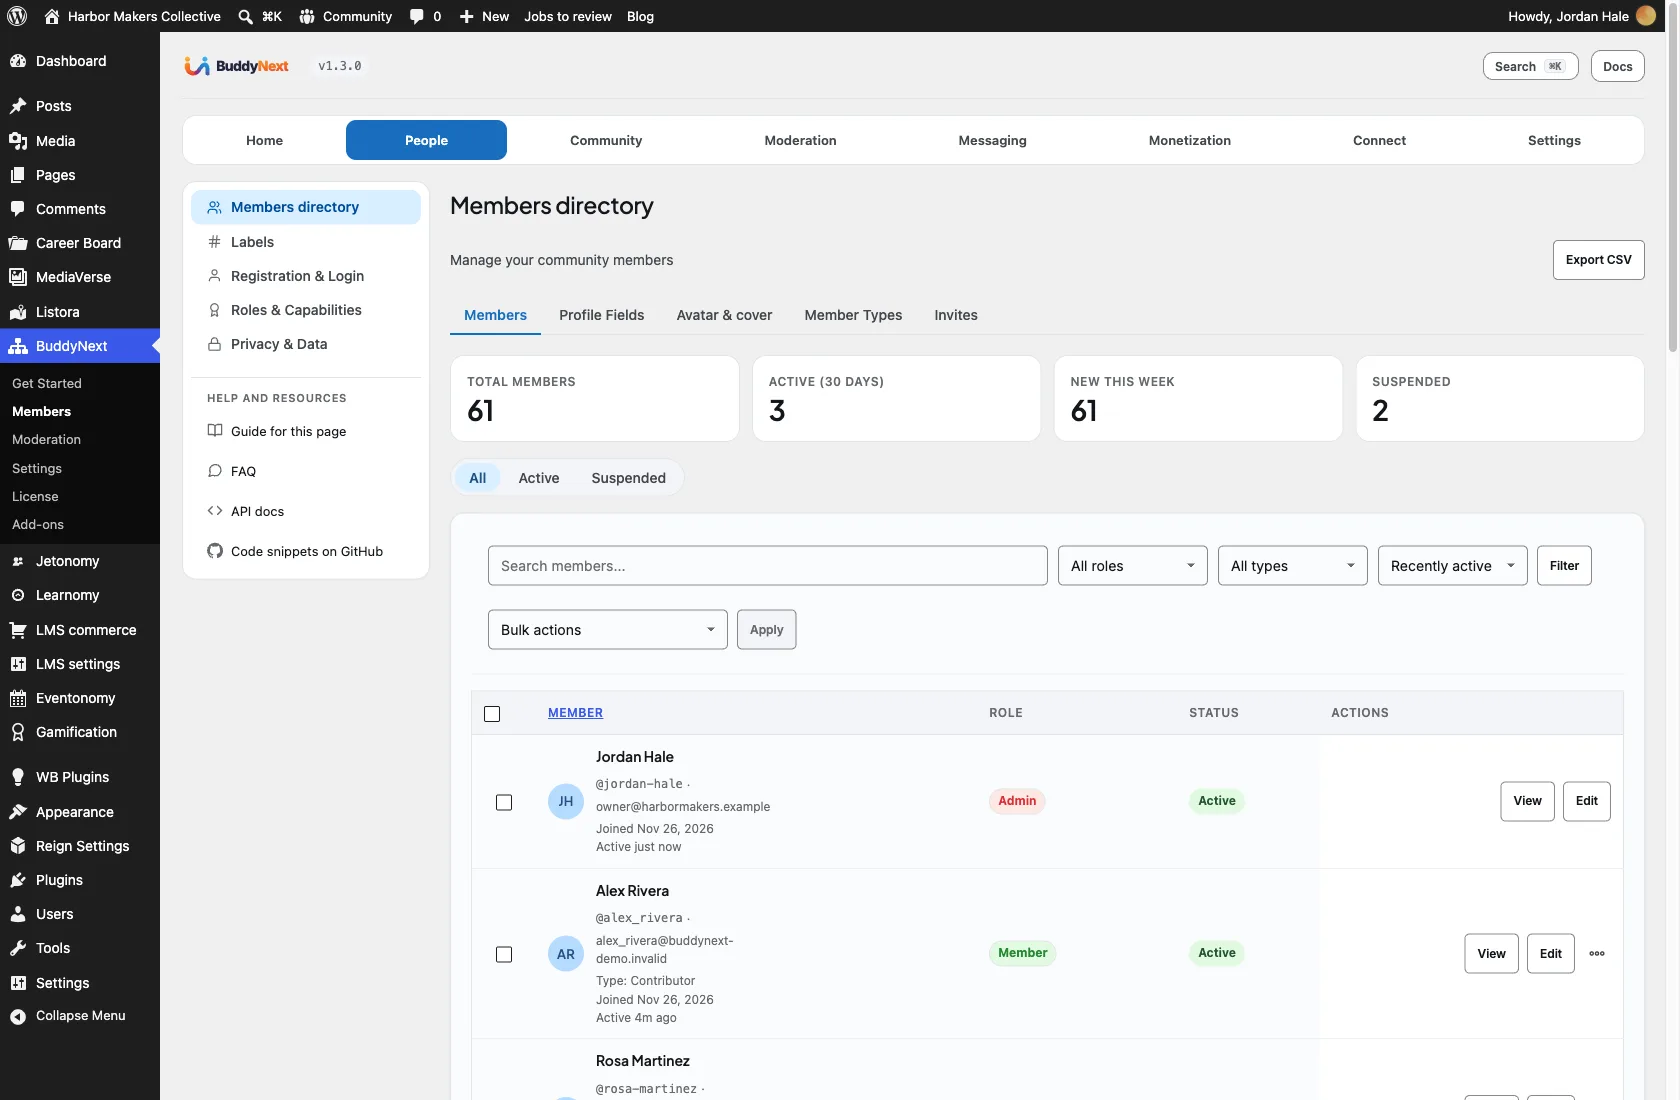 Harbor Makers Collective
⌘K
Community
0
New
Jobs to review
Blog
Howdy, Jordan Hale
Dashboard
Posts
Media
Pages
Comments
Career Board
MediaVerse
Listora
BuddyNext
Get Started
Members
Moderation
Settings
License
Add-ons
Jetonomy
Learnomy
LMS commerce
LMS settings
Eventonomy
Gamification
WB Plugins
Appearance
Reign Settings
Plugins
Users
Tools
Settings
Collapse Menu
BuddyNext
v1.3.0
Search ⌘K
Docs
Home
People
Community
Moderation
Messaging
Monetization
Connect
Settings
Members directory
Labels
Registration & Login
Roles & Capabilities
Privacy & Data
HELP AND RESOURCES
Guide for this page
FAQ
API docs
Code snippets on GitHub
Members directory
Manage your community members
Export CSV
Members
Profile Fields
Avatar & cover
Member Types
Invites
TOTAL MEMBERS
61
ACTIVE (30 DAYS)
3
NEW THIS WEEK
61
SUSPENDED
2
All
Active
Suspended
Search members...
All roles
All types
Recently active
Filter
Bulk actions
Apply
MEMBER
ROLE
STATUS
ACTIONS
JH
Jordan Hale
@jordan-hale ·
owner@harbormakers.example
Joined Nov 26, 2026
Active just now
Admin
Active
View
Edit
AR
Alex Rivera
@alex_rivera ·
alex_rivera@buddynext-
demo.invalid
Type: Contributor
Joined Nov 26, 2026
Active 4m ago
Member
Active
View
Edit
Rosa Martinez
@rosa-martinez ·